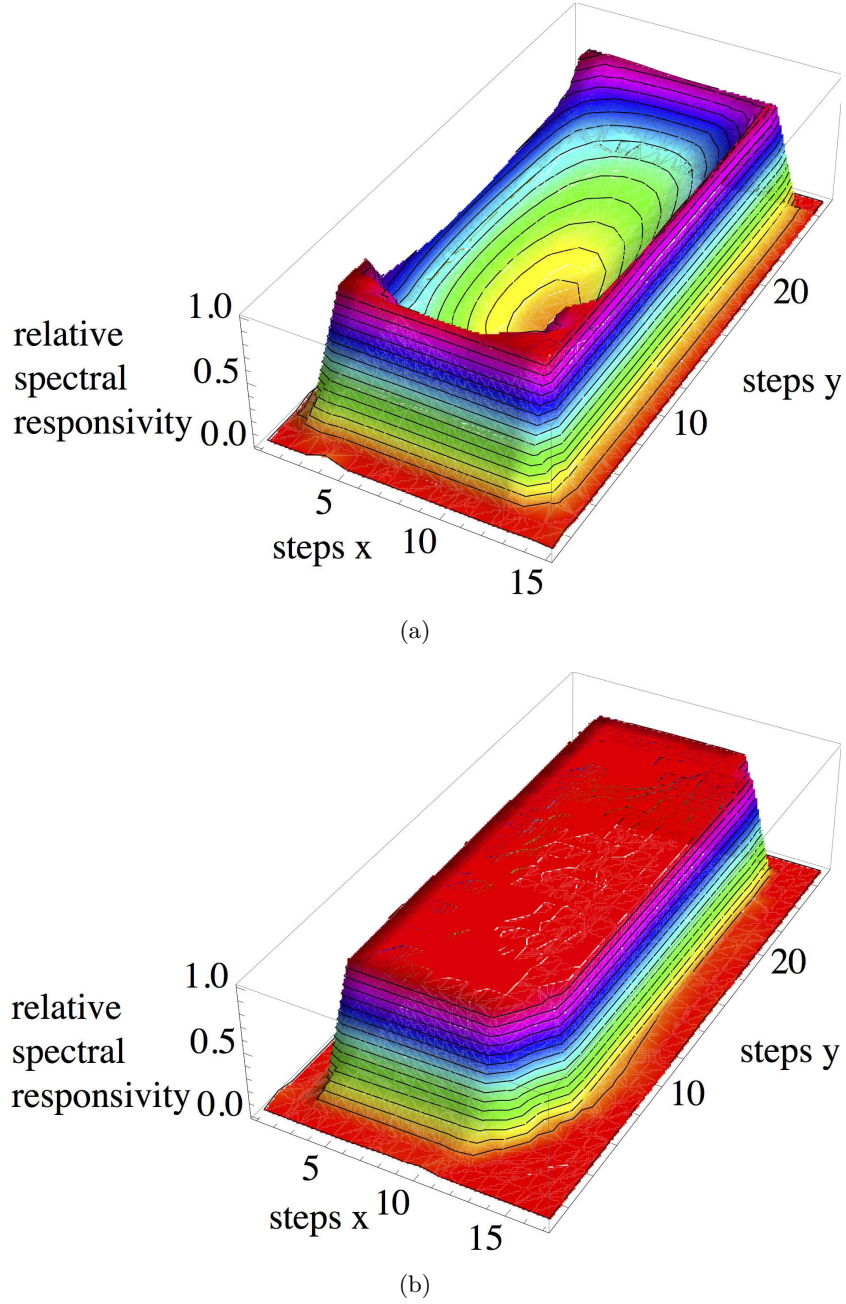 1.0
relative
0.5
spectral
responsivity 0.0
5
steps x 10
15
20
steps y
10
(a)
1.0
relative
0.5
spectral
responsivity 0.0
5
steps x 10
15
20
steps y
10
(b)